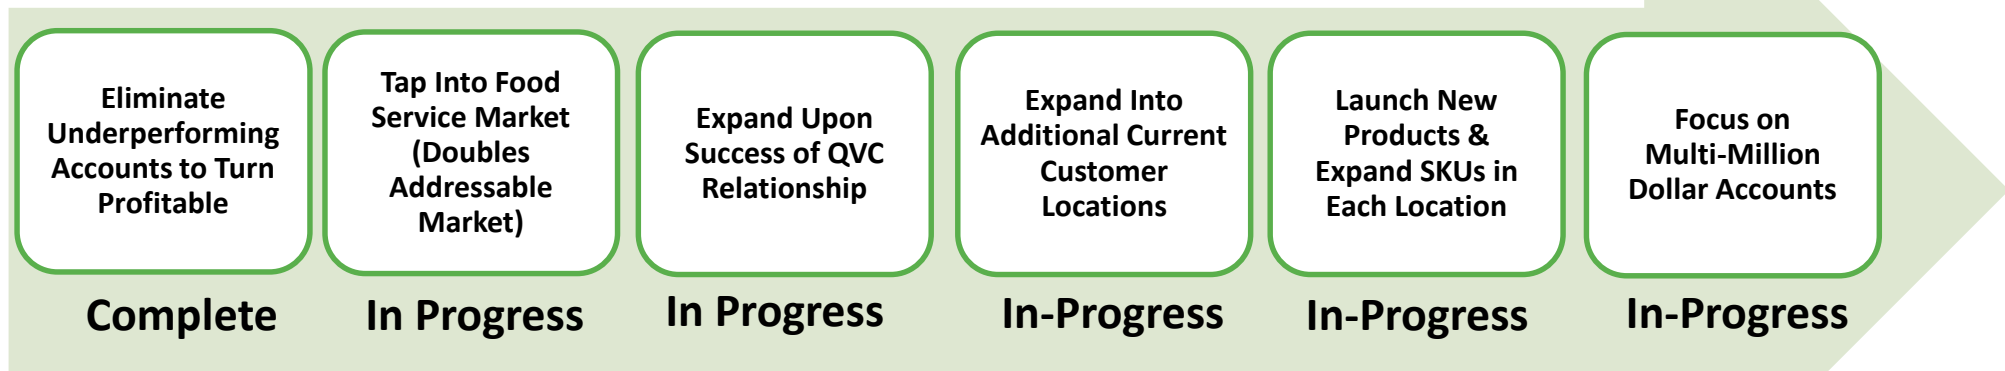 Eliminate
Underperforming
Accounts to Turn
Profitable
Tap Into Food
Service Market
(Doubles
Addressable
Market)
Expand Upon
Success of QVC
Relationship
Expand Into
Additional Current
Customer
Locations
Launch New
Products &
Expand SKUs in
Each Location
Focus on
Multi-Million
Dollar Accounts
Complete
In Progress
In Progress
In-Progress
In-Progress
In-Progress